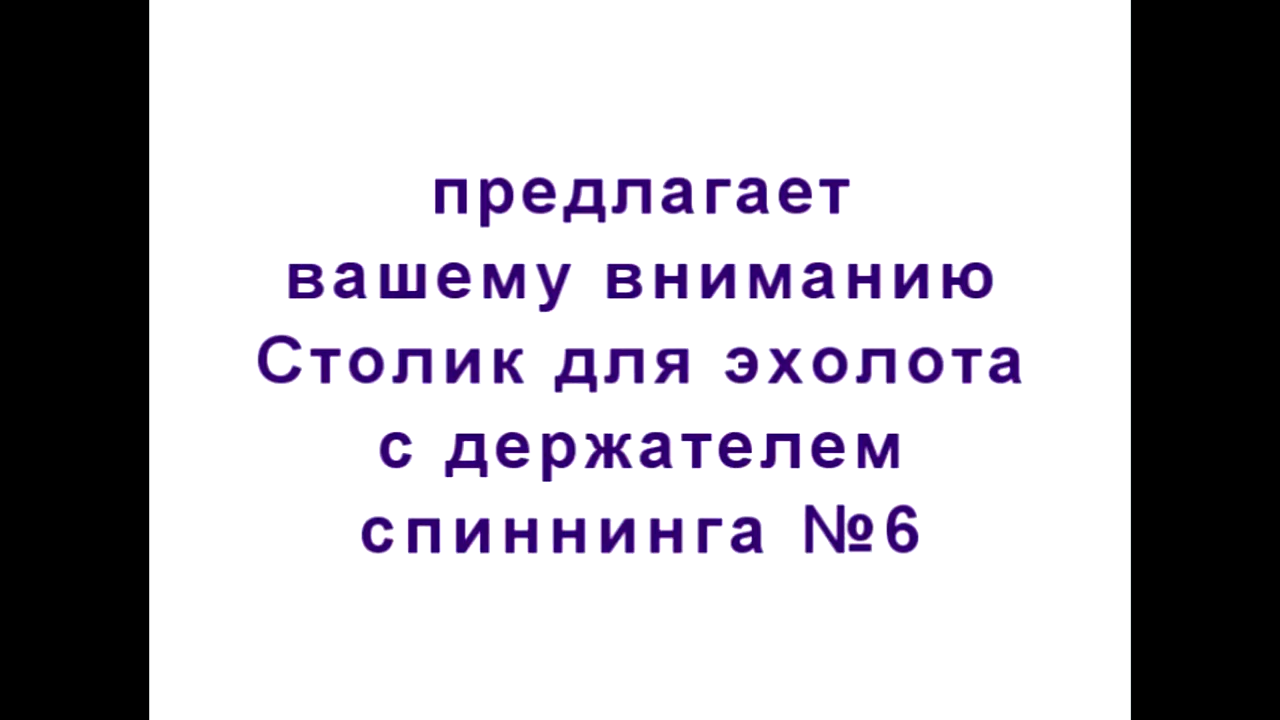 предлагает
вашему вниманию
Столик для эхолота
с держателем
спиннинга №6